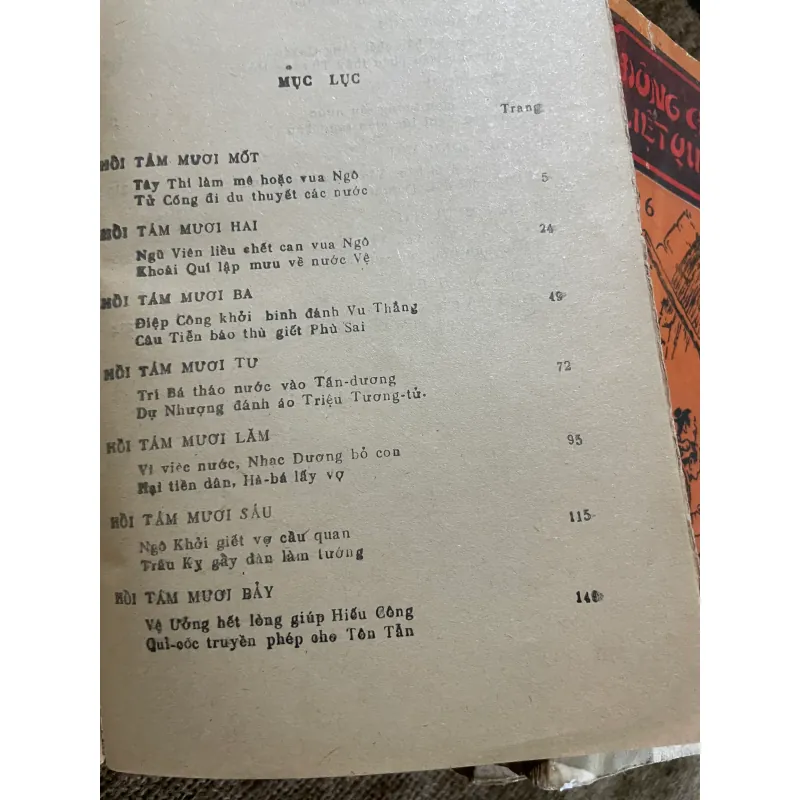 MỤC LỤC
Trang
HỒI TÁM MƯƠI MỐT
Tây Thi làm mê hoặc vua Ngô 5
Tử Cống đi du thuyết các nước
HỒI TÁM MƯƠI HAI
Ngũ Viên liều chết can vua Ngô 24
Khoái Quí lập mưu về nước Vệ
HỒI TÁM MƯƠI BA
Điệp Công khởi binh đánh Vu Thắng 49
Câu Tiễn báo thù giết Phù Sai
HỒI TÁM MƯƠI TƯ
Trí Bá tháo nước vào Tấn-dương 72
Dự Nhượng đánh áo Triệu Tương-tử.
HỒI TÁM MƯƠI LĂM
Vì việc nước, Nhạc Dương bỏ con 95
Hại tiền dân, Hà-bá lấy vợ
HỒI TÁM MƯƠI SÁU
Ngô Khởi giết vợ cầu quan 115
Trâu Kỵ gảy đàn làm tướng
HỒI TÁM MƯƠI BẢY
Vệ Ưởng hết lòng giúp Hiếu Công 140
Quỉ-cốc truyền phép cho Tôn Tẫn
ĐÔNG C
LIỆT QU
6